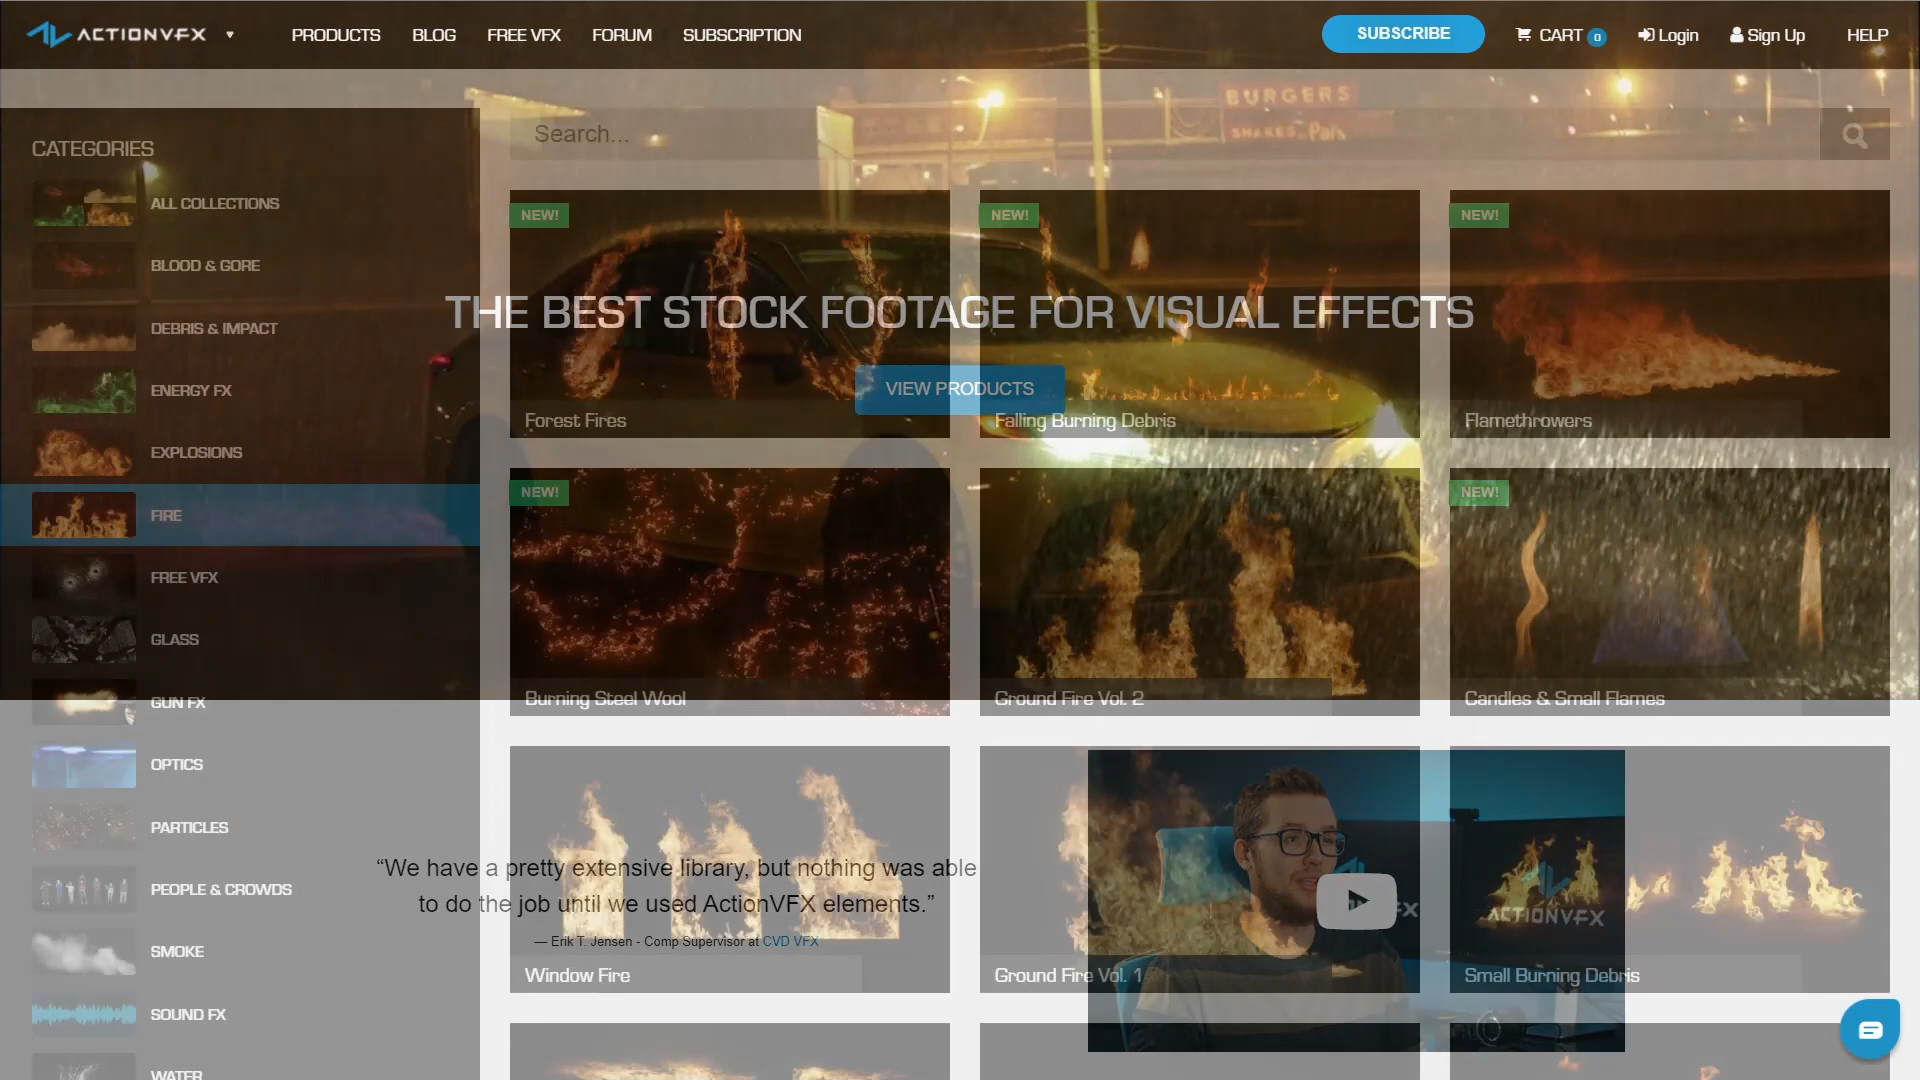 ACTIONVFX
PRODUCTS
BLOG
FREE VFX
FORUM
SUBSCRIPTION
SUBSCRIBE
CART 0
Login
Sign Up
HELP
BURGERS
SHAKES
CATEGORIES
ALL COLLECTIONS
BLOOD & GORE
DEBRIS & IMPACT
ENERGY FX
EXPLOSIONS
FIRE
FREE VFX
GLASS
GUN FX
OPTICS
PARTICLES
PEOPLE & CROWDS
SMOKE
SOUND FX
WATER
Search...
THE BEST STOCK FOOTAGE FOR VISUAL EFFECTS
VIEW PRODUCTS
NEW!
Forest Fires
NEW!
Falling Burning Debris
NEW!
Flamethrowers
NEW!
Burning Steel Wool
Ground Fire Vol. 2
NEW!
Candles & Small Flames
Window Fire
Ground Fire Vol. 1
Small Burning Debris
“We have a pretty extensive library, but nothing was able
to do the job until we used ActionVFX elements.”
— Erik T. Jensen - Comp Supervisor at CVD VFX
ACTIONVFX